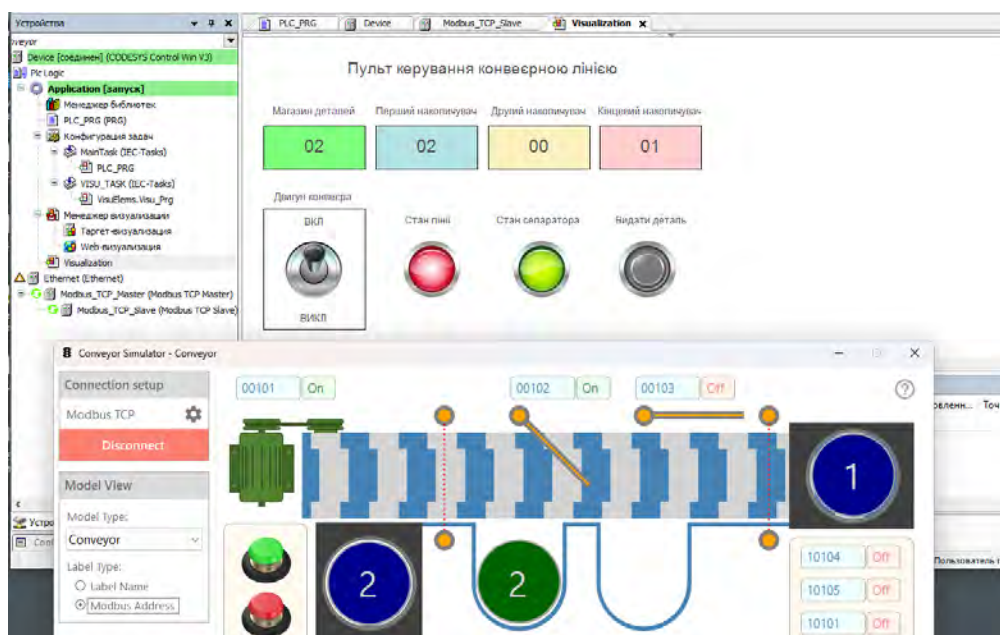 Устройства
PLC_PRG
Device
Modbus_TCP_Slave
Visualization
Device [соединен] (CODESYS Control Win V3)
Plc Logic
Application [запуск]
Менеджер библиотек
PLC_PRG (PRG)
Конфигурация задач
MainTask (IEC-Tasks)
PLC_PRG
VISU_TASK (IEC-Tasks)
VisuElems.Visu_Prg
Менеджер визуализации
Таргет-визуализация
Web-визуализация
Visualization
Ethernet (Ethernet)
Modbus_TCP_Master (Modbus TCP Master)
Modbus_TCP_Slave (Modbus TCP Slave)
Пульт керування конвеєрною лінією
Магазин деталей
Перший накопичувач
Другий накопичувач
Кінцевий накопичувач
02
02
00
01
Двигун конвеєра
Стан лінії
Стан сепаратора
Видати деталь
ВКЛ
ВИКЛ
Conveyor Simulator - Conveyor
Connection setup
Modbus TCP
Disconnect
Model View
Model Type:
Conveyor
Label Type:
Label Name
Modbus Address
00101 On
00102 On
00103 Off
1
2
2
10104 Off
10105 Off
10101 Off